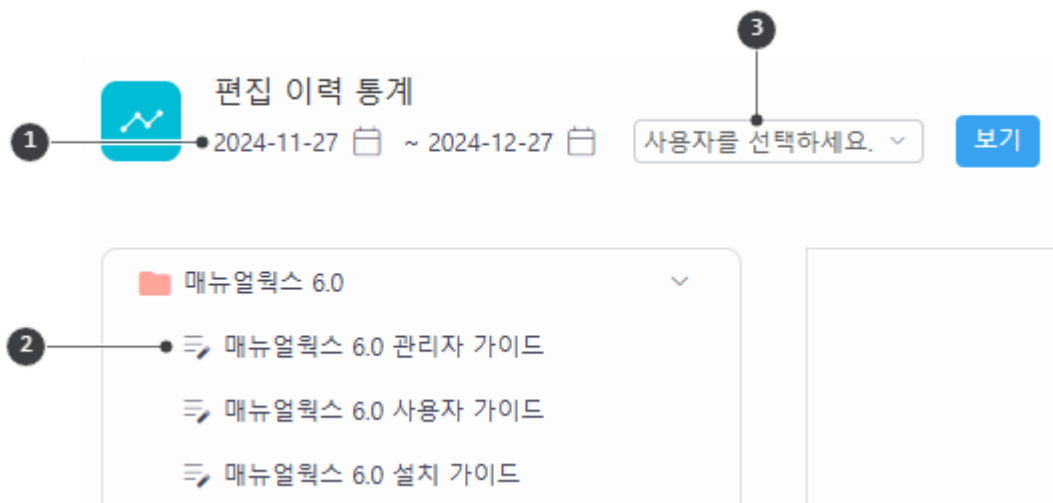 3
편집 이력 통계
1
2024-11-27 ~ 2024-12-27 사용자를 선택하세요. 보기
매뉴얼웍스 6.0
2
매뉴얼웍스 6.0 관리자 가이드
매뉴얼웍스 6.0 사용자 가이드
매뉴얼웍스 6.0 설치 가이드